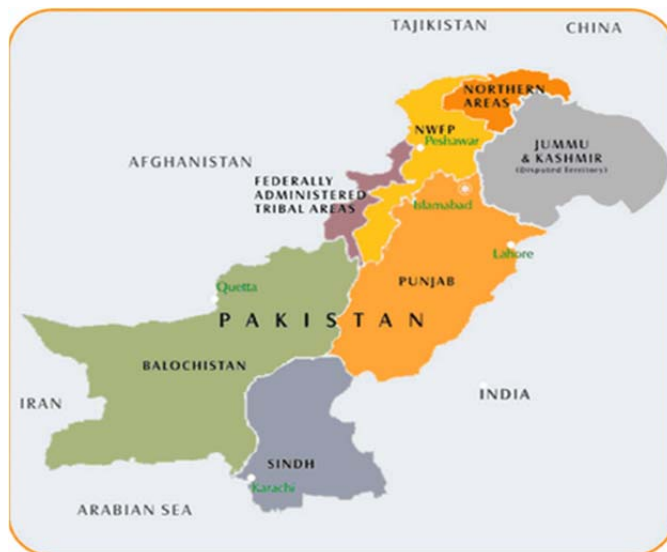 TAJIKISTAN
CHINA
NORTHERN
AREAS
NWFP
Peshawar
JUMMU
& KASHMIR
(Disputed Territory)
AFGHANISTAN
FEDERALLY
ADMINISTERED
TRIBAL AREAS
Islamabad
Lahore
PUNJAB
Quetta
PAKISTAN
BALOCHISTAN
IRAN
INDIA
SINDH
Karachi
ARABIAN SEA